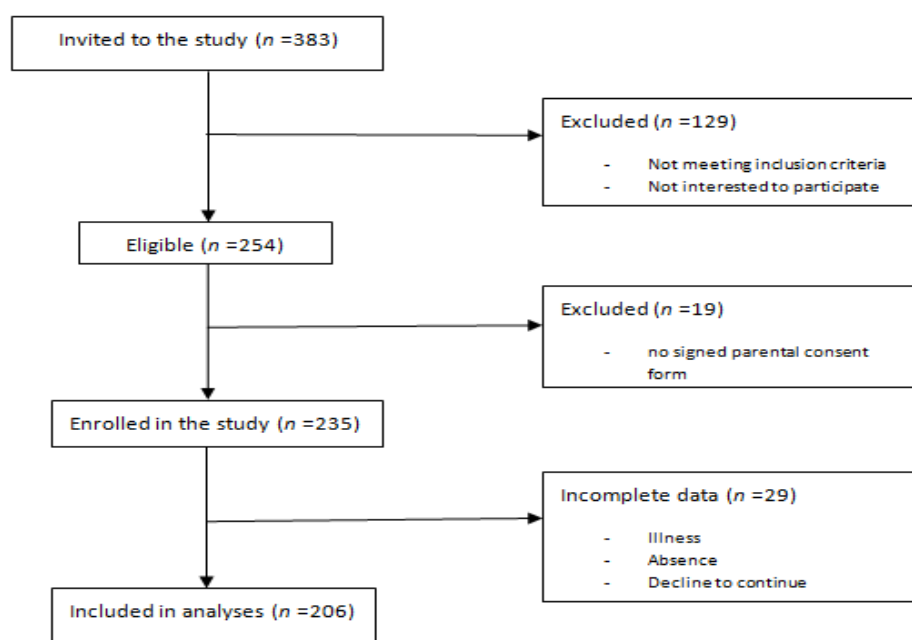 Invited to the study (n =383)
Excluded (n =129)
- Not meeting inclusion criteria
- Not interested to participate
Eligible (n =254)
Excluded (n =19)
- no signed parental consent
form
Enrolled in the study (n =235)
Incomplete data (n =29)
- Illness
- Absence
- Decline to continue
Included in analyses (n =206)